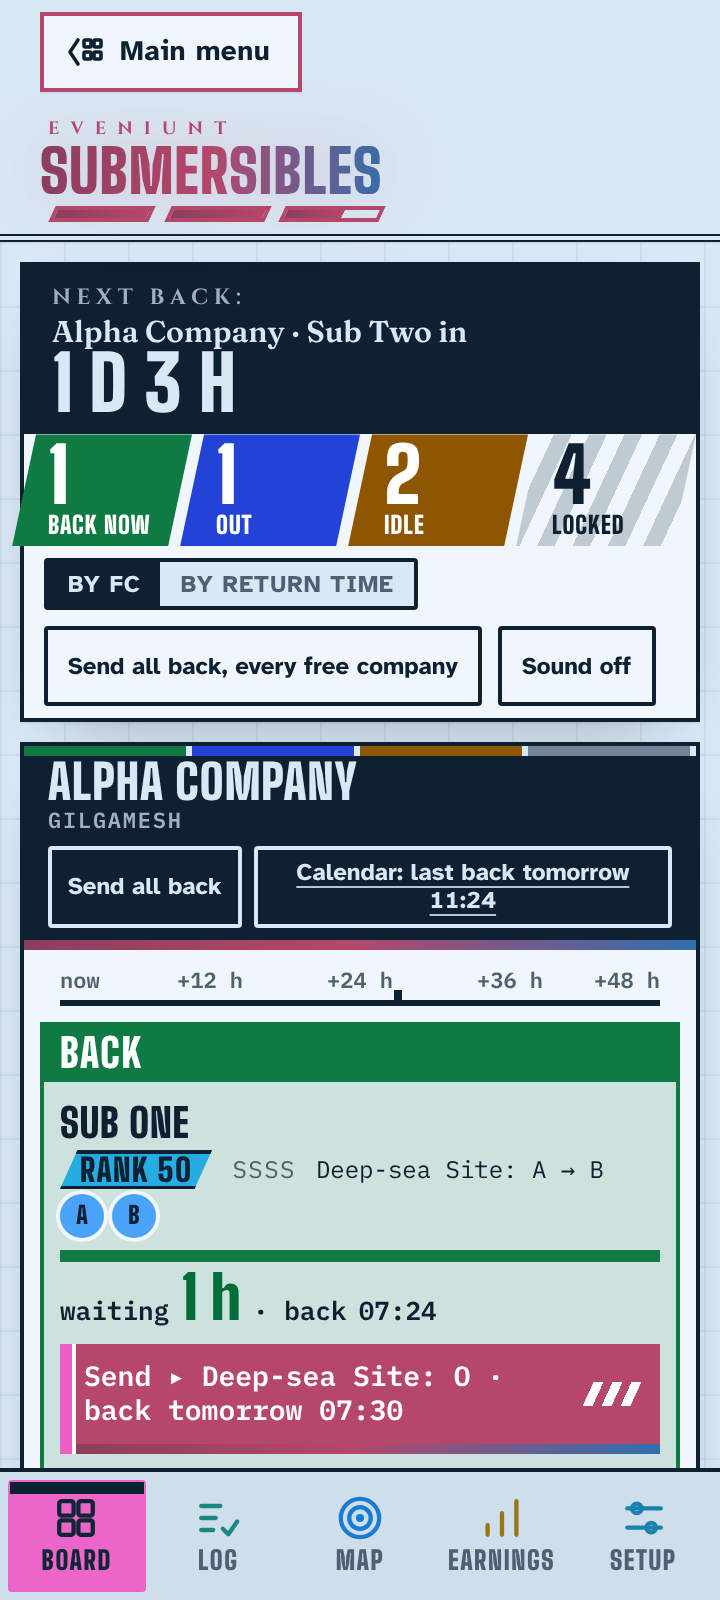 Main menu
EVENIUNT
SUBMERSIBLES
NEXT BACK:
Alpha Company · Sub Two in
1D 3H
1
BACK NOW
1
OUT
2
IDLE
4
LOCKED
BY FC
BY RETURN TIME
Send all back, every free company
Sound off
ALPHA COMPANY
GILGAMESH
Send all back
Calendar: last back tomorrow
11:24
now
+12 h
+24 h
+36 h
+48 h
BACK
SUB ONE
RANK 50 SSSS Deep-sea Site: A → B
A B
waiting 1h · back 07:24
Send ▸ Deep-sea Site: O ·
back tomorrow 07:30
BOARD
LOG
MAP
EARNINGS
SETUP